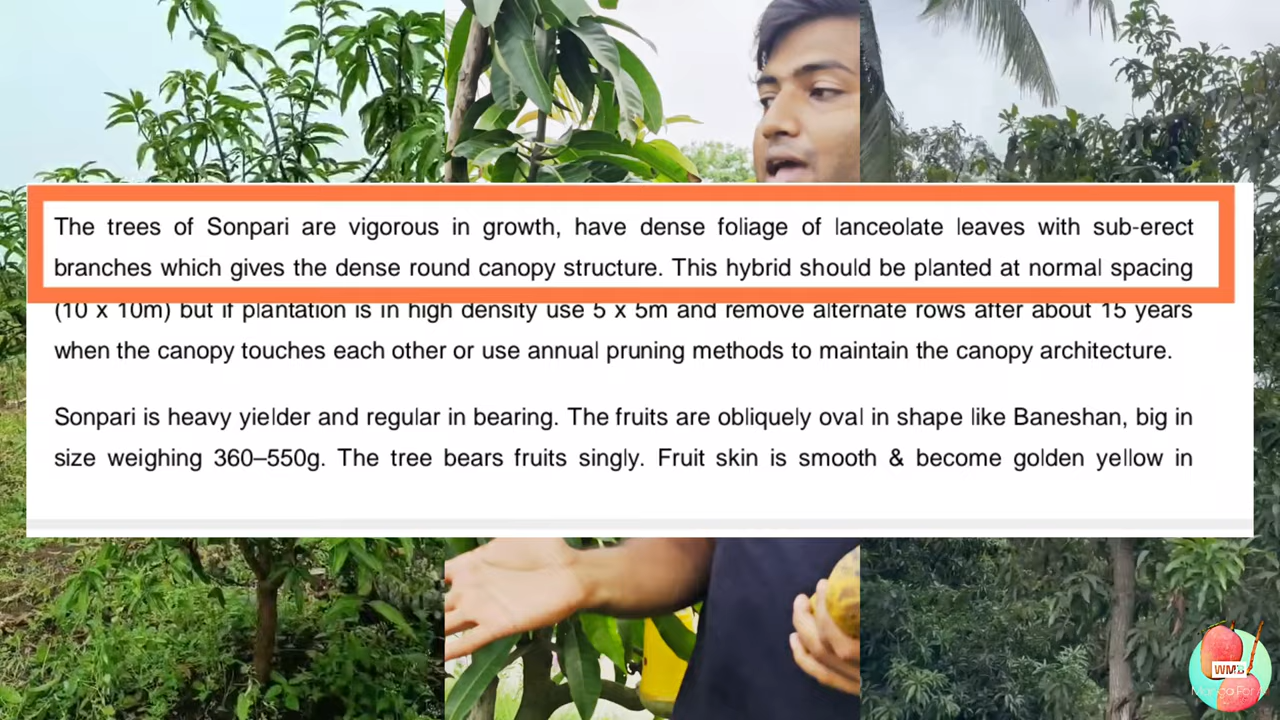 The trees of Sonpari are vigorous in growth, have dense foliage of lanceolate leaves with sub-erect
branches which gives the dense round canopy structure. This hybrid should be planted at normal spacing
(10 x 10m) but if plantation is in high density use 5 x 5m and remove alternate rows after about 15 years
when the canopy touches each other or use annual pruning methods to maintain the canopy architecture.
Sonpari is heavy yielder and regular in bearing. The fruits are obliquely oval in shape like Baneshan, big in
size weighing 360–550g. The tree bears fruits singly. Fruit skin is smooth & become golden yellow in